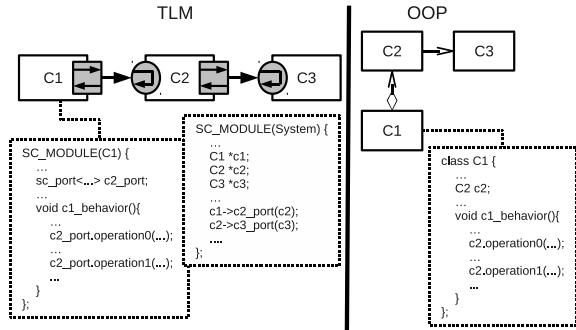 TLM
OOP
C1
C2
C3
C2
C3
C1
SC_MODULE(C1) {
...
sc_port<...> c2_port;
...
void c1_behavior(){
...
c2_port.operation0(...);
...
c2_port.operation1(...);
...
}
};
SC_MODULE(System) {
...
C1 *c1;
C2 *c2;
C3 *c3;
...
c1->c2_port(c2);
c2->c3_port(c3);
....
};
class C1 {
...
C2 c2;
...
void c1_behavior(){
...
c2.operation0(...);
...
c2.operation1(...);
...
}
};